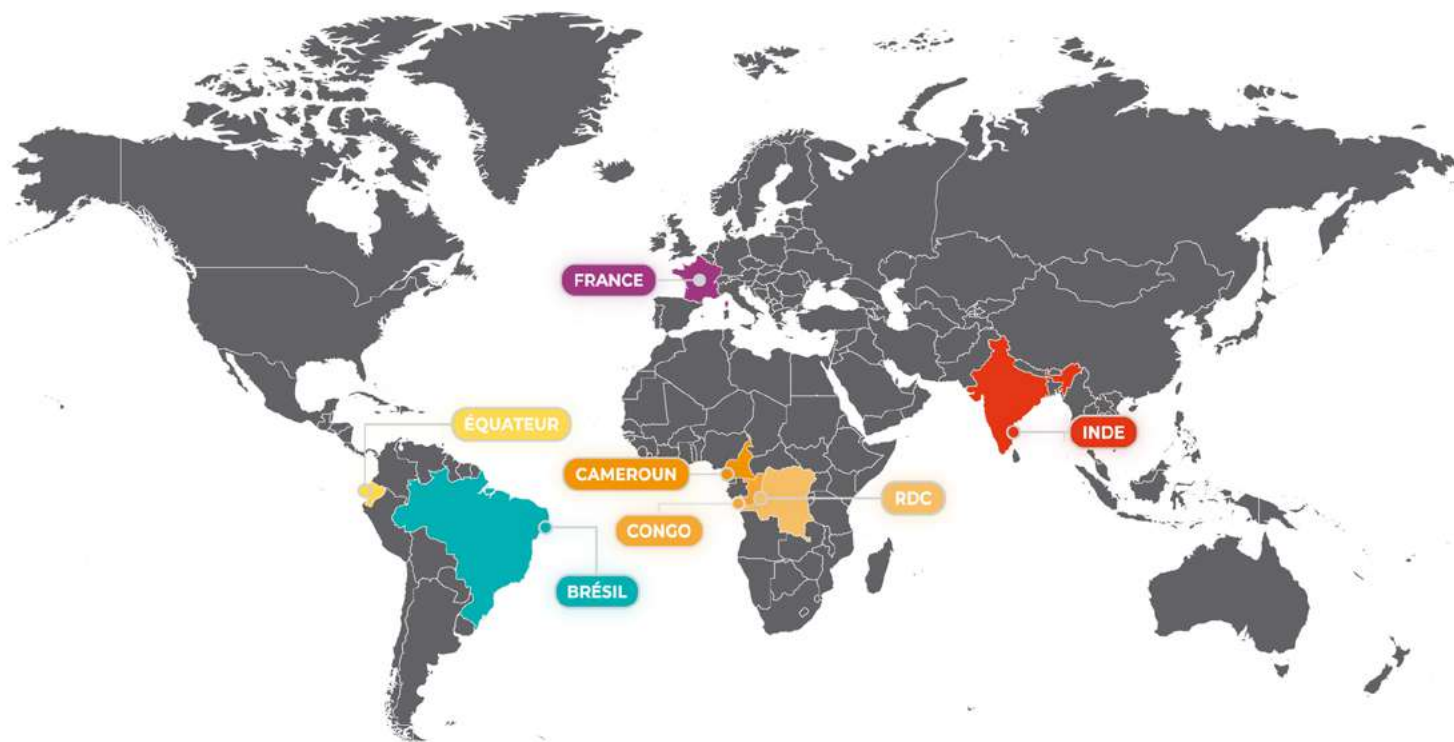 FRANCE
ÉQUATEUR
INDE
CAMEROUN
RDC
CONGO
BRÉSIL